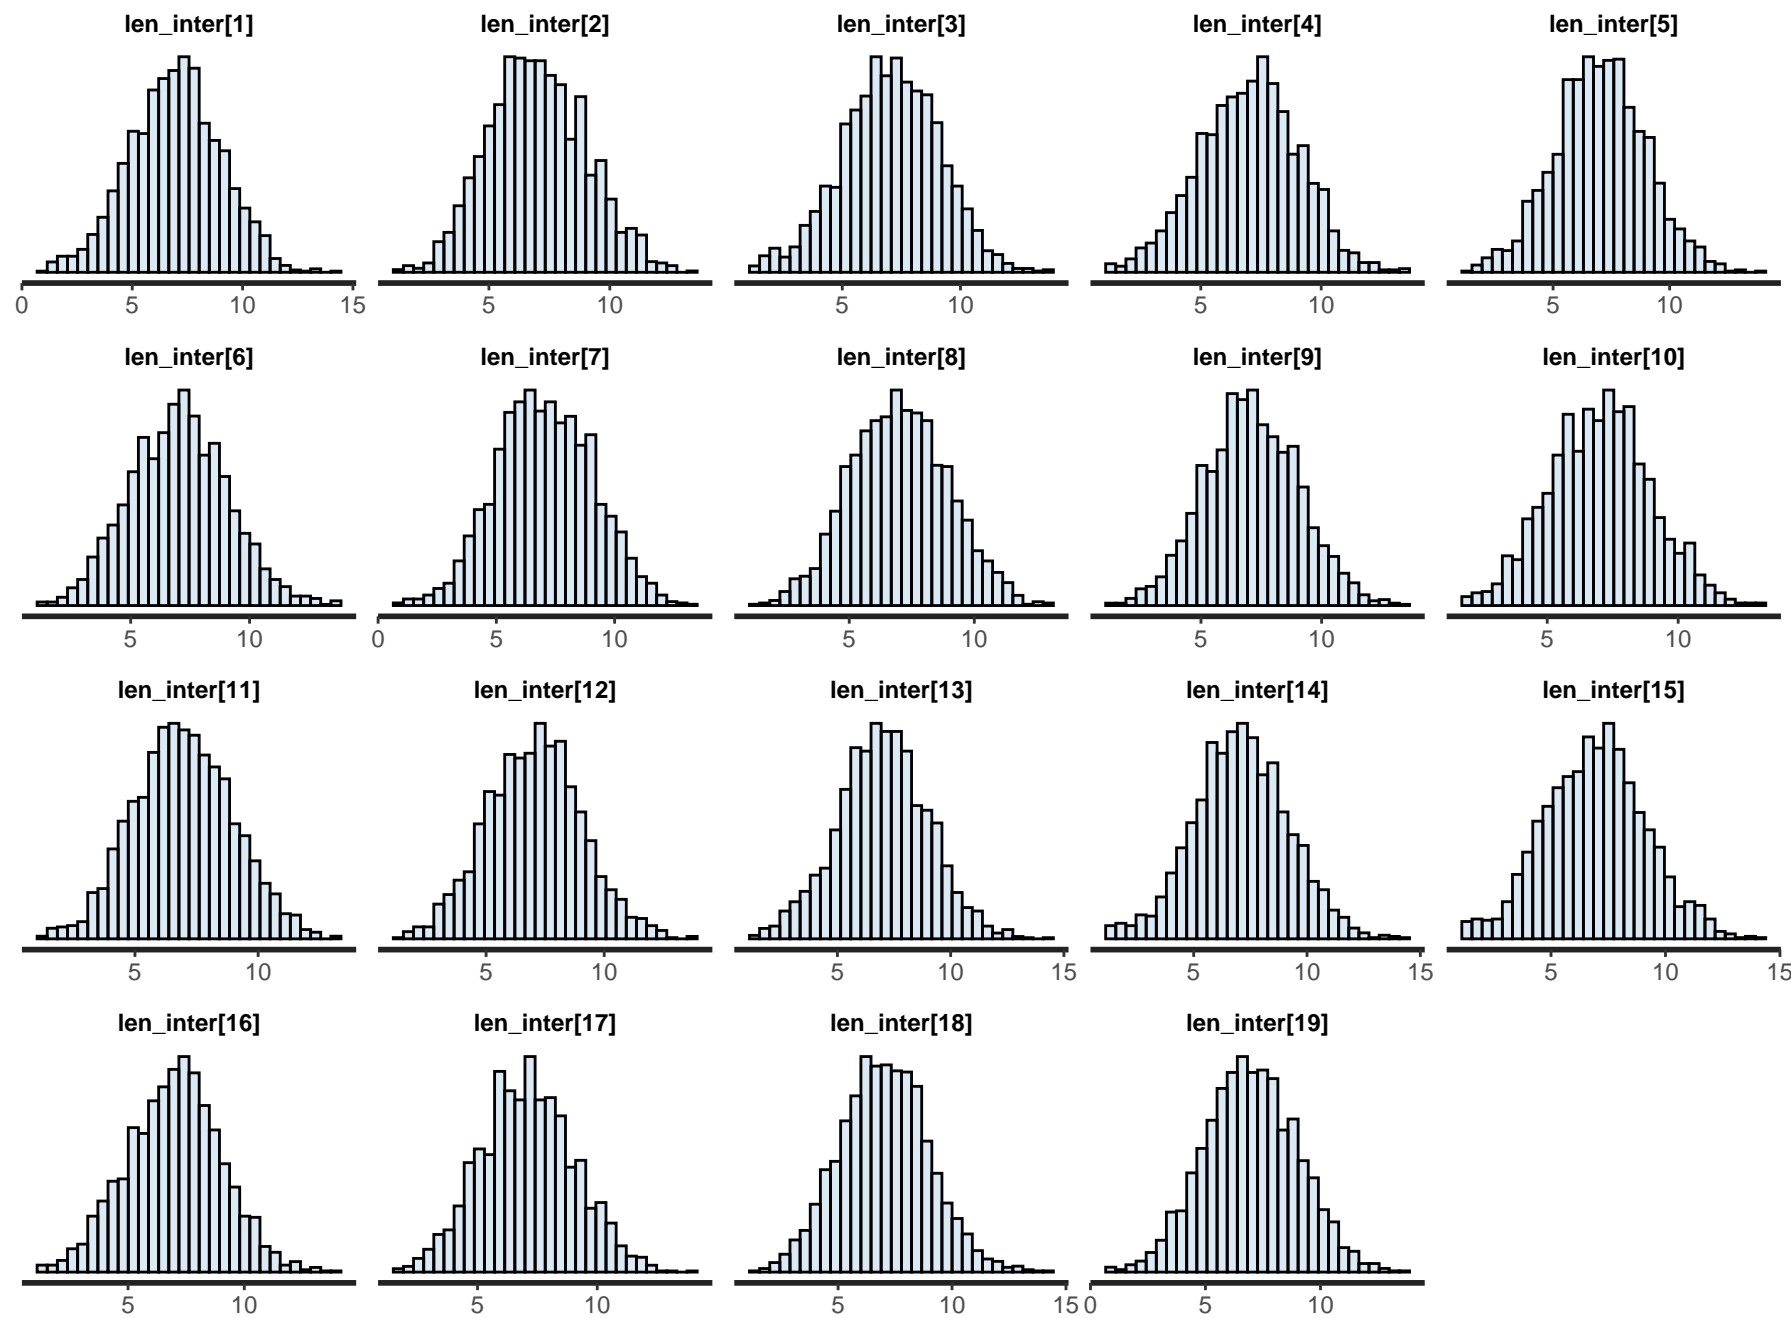 len_inter[1] len_inter[2] len_inter[3] len_inter[4] len_inter[5]
0 5 10 15 5 10 5 10 5 10 5 10
len_inter[6] len_inter[7] len_inter[8] len_inter[9] len_inter[10]
5 10 0 5 10 5 10 5 10 5 10
len_inter[11] len_inter[12] len_inter[13] len_inter[14] len_inter[15]
5 10 5 10 5 10 15 5 10 15 5 10 15
len_inter[16] len_inter[17] len_inter[18] len_inter[19]
5 10 5 10 5 10 15 0 5 10